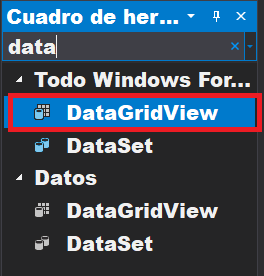 Cuadro de her...
data
Todo Windows For...
DataGridView
DataSet
Datos
DataGridView
DataSet